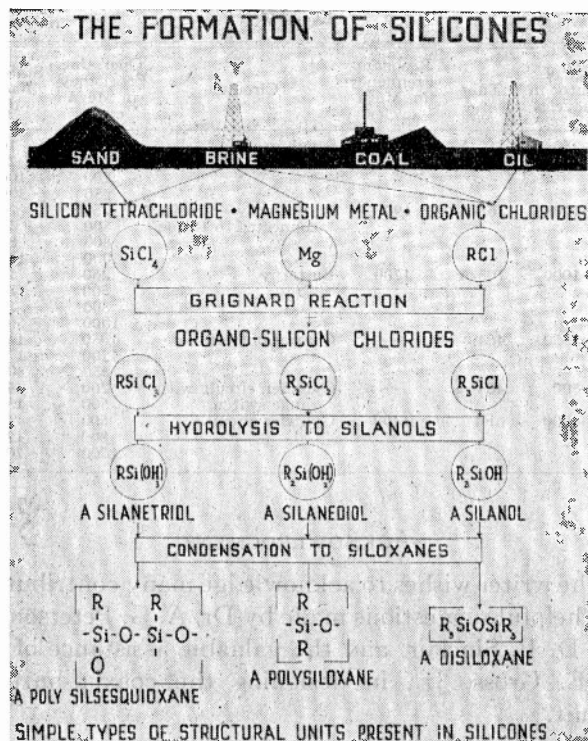 THE FORMATION OF SILICONES
SAND BRINE COAL OIL
SILICON TETRACHLORIDE • MAGNESIUM METAL • ORGANIC CHLORIDES
SiCl₄ Mg RCl
GRIGNARD REACTION
ORGANO-SILICON CHLORIDES
RSiCl₃ R₂SiCl₂ R₃SiCl
HYDROLYSIS TO SILANOLS
RSi(OH)₃ R₂Si(OH)₂ R₃SiOH
A SILANETRIOL A SILANEDIOL A SILANOL
CONDENSATION TO SILOXANES
R R R
-Si-O-Si-O- -Si-O- R₃SiOSiR₃
O R A DISILOXANE
A POLY SILSESQUIOXANE A POLYSILOXANE
SIMPLE TYPES OF STRUCTURAL UNITS PRESENT IN SILICONES